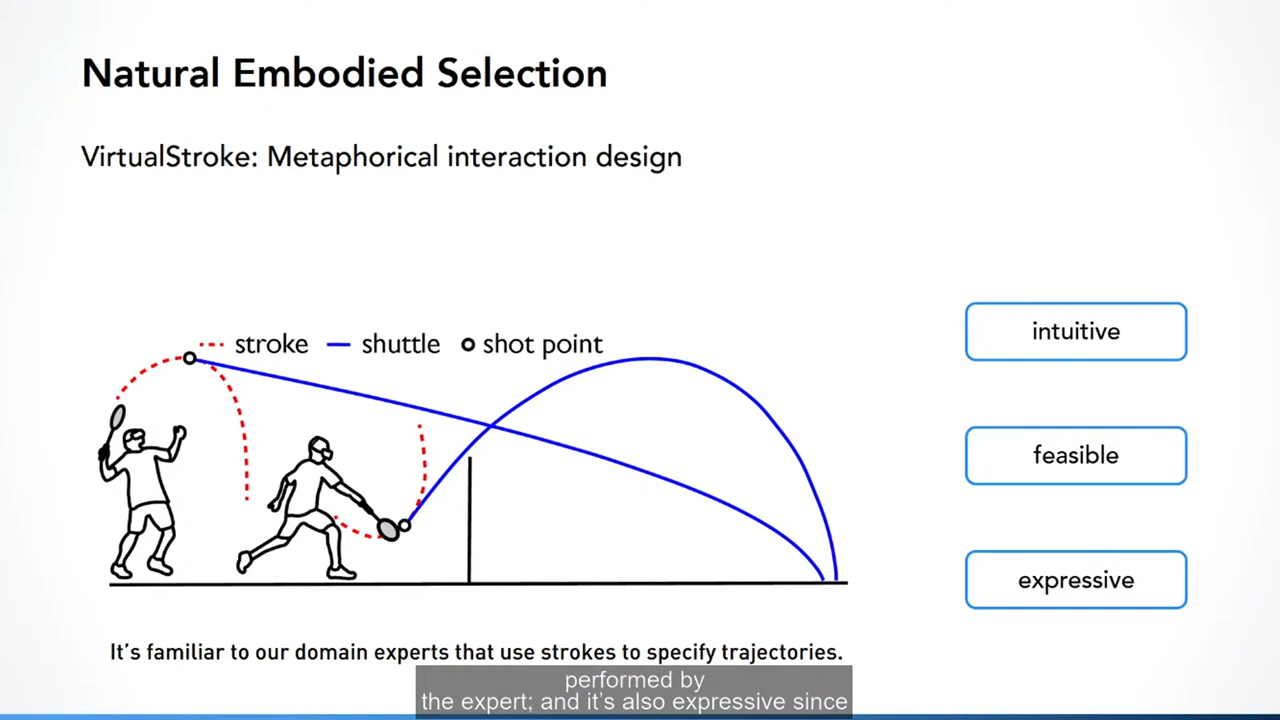 Natural Embodied Selection
VirtualStroke: Metaphorical interaction design
stroke shuttle shot point
intuitive
feasible
expressive
It's familiar to our domain experts that use strokes to specify trajectories.
performed by
the expert; and it's also expressive since